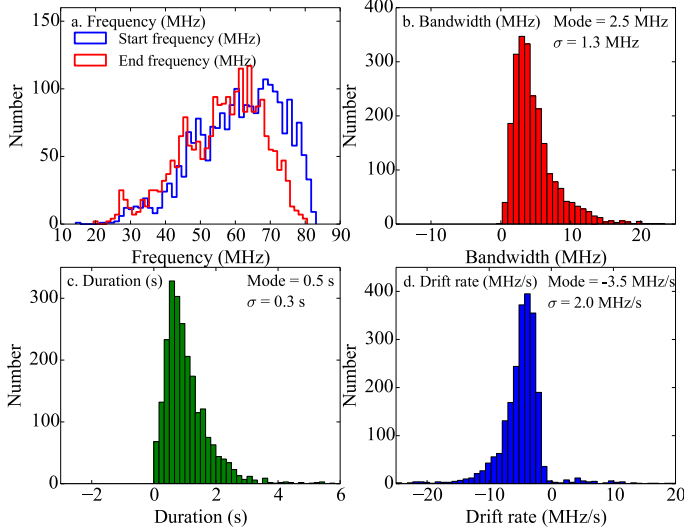 a. Frequency (MHz)
Start frequency (MHz)
End frequency (MHz)
Number
150
100
50
0
10 20 30 40 50 60 70 80 90
Frequency (MHz)
b. Bandwidth (MHz)
Mode = 2.5 MHz
σ = 1.3 MHz
Number
400
300
200
100
0
−10 0 10 20
Bandwidth (MHz)
c. Duration (s)
Mode = 0.5 s
σ = 0.3 s
Number
300
200
100
0
−2 0 2 4 6
Duration (s)
d. Drift rate (MHz/s)
Mode = -3.5 MHz/s
σ = 2.0 MHz/s
Number
400
300
200
100
0
−20 −10 0 10 20
Drift rate (MHz/s)